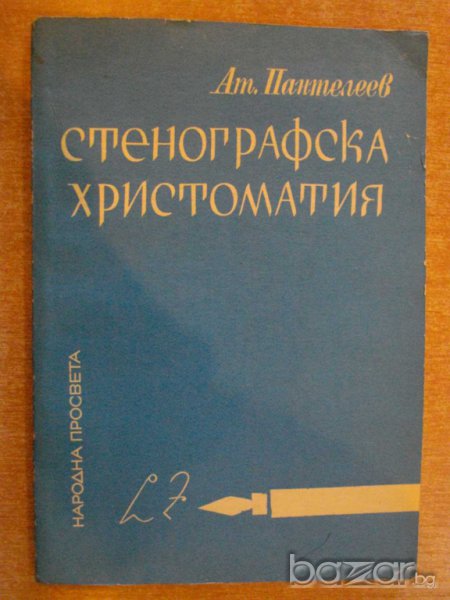 Ат. Пантелеев
СТЕНОГРАФСКА
ХРИСТОМАТИЯ
НАРОДНА ПРОСВЕТА
bazar.bg